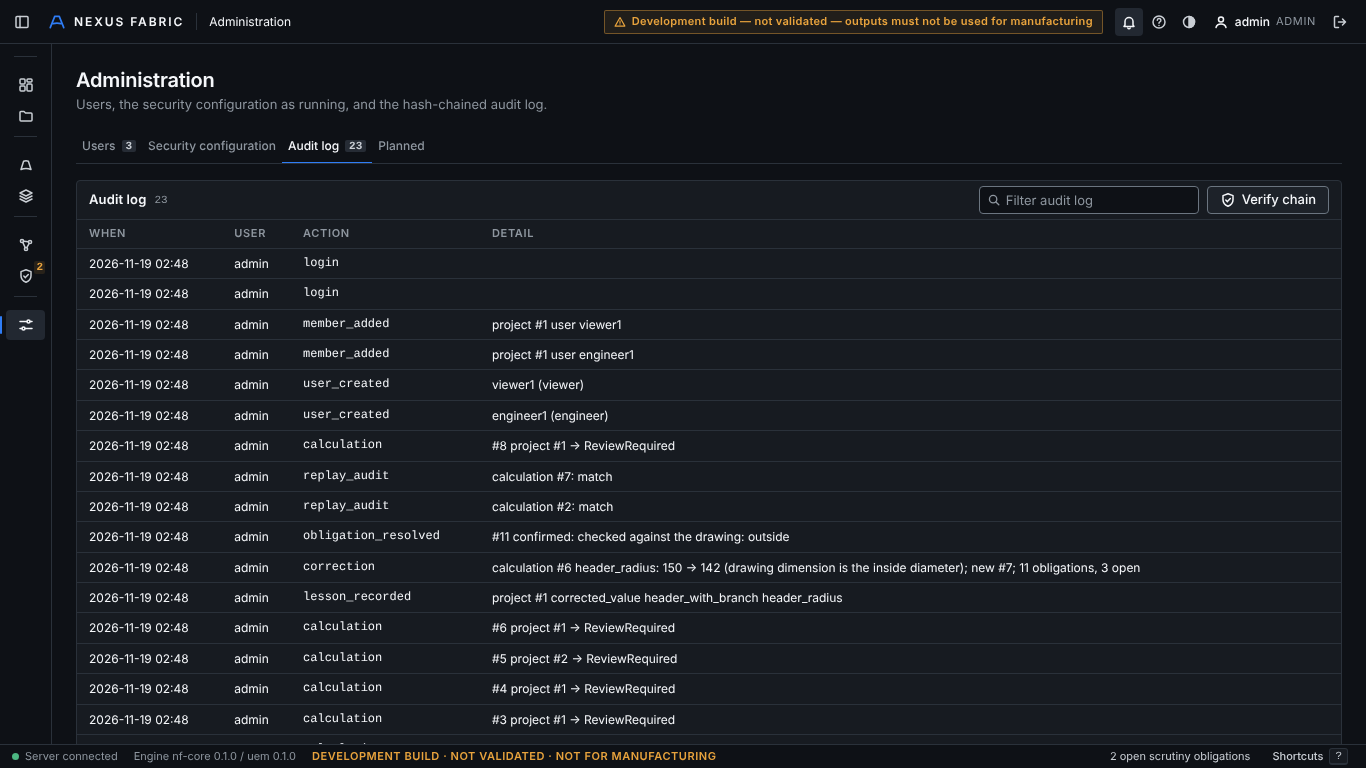 NEXUS FABRIC Administration Development build — not validated — outputs must not be used for manufacturing admin ADMIN
Administration
Users, the security configuration as running, and the hash-chained audit log.
Users 3 Security configuration Audit log 23 Planned
Audit log 23 Filter audit log Verify chain
WHEN USER ACTION DETAIL
2026-11-19 02:48 admin login
2026-11-19 02:48 admin login
2026-11-19 02:48 admin member_added project #1 user viewer1
2026-11-19 02:48 admin member_added project #1 user engineer1
2026-11-19 02:48 admin user_created viewer1 (viewer)
2026-11-19 02:48 admin user_created engineer1 (engineer)
2026-11-19 02:48 admin calculation #8 project #1 → ReviewRequired
2026-11-19 02:48 admin replay_audit calculation #7: match
2026-11-19 02:48 admin replay_audit calculation #2: match
2026-11-19 02:48 admin obligation_resolved #11 confirmed: checked against the drawing: outside
2026-11-19 02:48 admin correction calculation #6 header_radius: 150 → 142 (drawing dimension is the inside diameter); new #7; 11 obligations, 3 open
2026-11-19 02:48 admin lesson_recorded project #1 corrected_value header_with_branch header_radius
2026-11-19 02:48 admin calculation #6 project #1 → ReviewRequired
2026-11-19 02:48 admin calculation #5 project #2 → ReviewRequired
2026-11-19 02:48 admin calculation #4 project #1 → ReviewRequired
2026-11-19 02:48 admin calculation #3 project #1 → ReviewRequired
2
Server connected Engine nf-core 0.1.0 / uem 0.1.0 DEVELOPMENT BUILD · NOT VALIDATED · NOT FOR MANUFACTURING 2 open scrutiny obligations Shortcuts ?